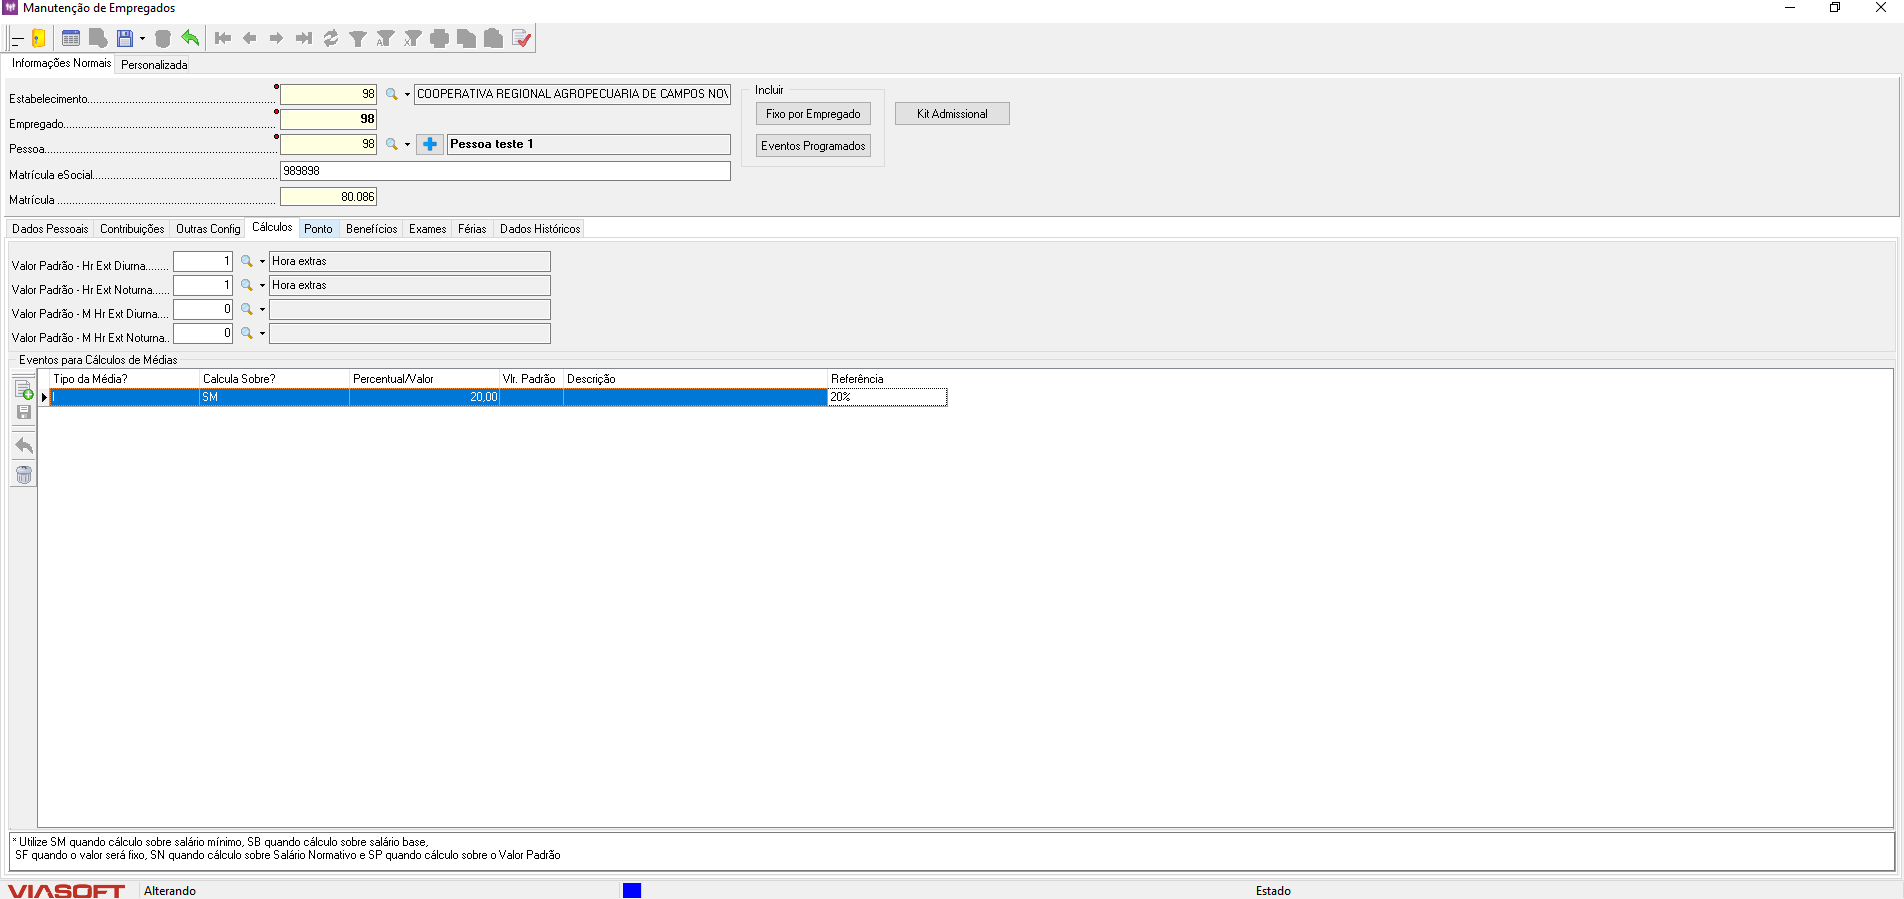 Manutenção de Empregados
Informações Normais Personalizada
Estabelecimento 98 COOPERATIVA REGIONAL AGROPECUARIA DE CAMPOS
Empregado 98
Pessoa 98 Pessoa teste 1
Matrícula eSocial 989898
Matrícula 80.086
Incluir
Fixo por Empregado
Eventos Programados
Kit Admissional
Dados Pessoais Contribuições Outras Config Cálculos Ponto Benefícios Exames Férias Dados Históricos
Valor Padrão - Hr Ext Diurna 1 Hora extras
Valor Padrão - Hr Ext Noturna 1 Hora extras
Valor Padrão - M Hr Ext Diurna 0
Valor Padrão - M Hr Ext Noturna 0
Eventos para Cálculos de Médias
Tipo da Média? Calcula Sobre? Percentual/Valor Vlr. Padrão Descrição Referência
I SM 20,00 20%
* Utilize SM quando cálculo sobre salário mínimo, SB quando cálculo sobre salário base,
SF quando o valor será fixo, SN quando cálculo sobre Salário Normativo e SP quando cálculo sobre o Valor Padrão
VIASOFT Alterando Estado